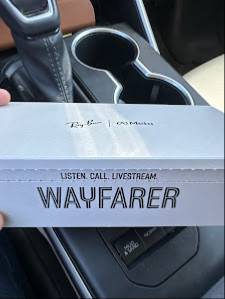 Ray-Ban | ∞ Meta
LISTEN. CALL. LIVESTREAM.
WAYFARER